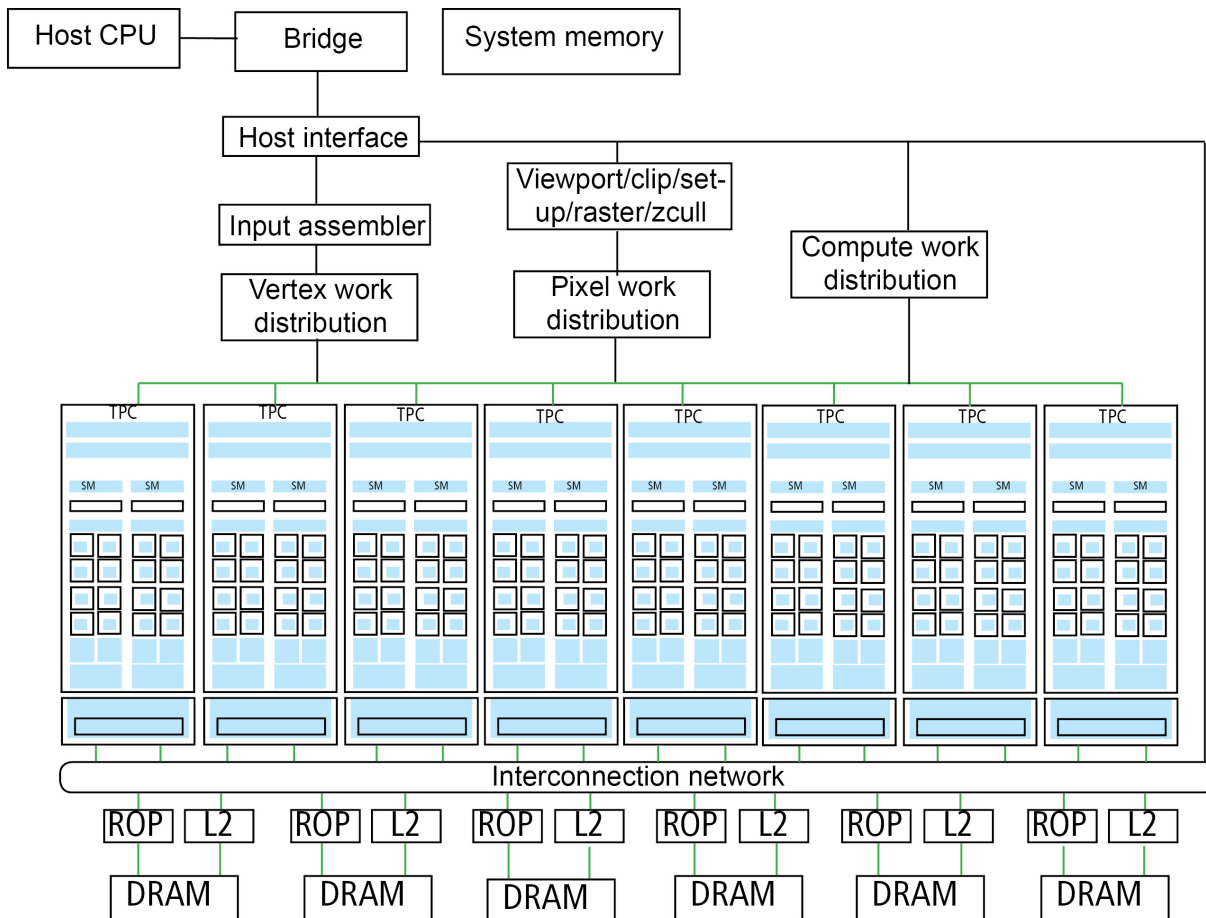 Host CPU
Bridge
System memory
Host interface
Viewport/clip/set-
up/raster/zcull
Input assembler
Compute work
distribution
Vertex work
distribution
Pixel work
distribution
TPC TPC TPC TPC TPC TPC TPC TPC
SM SM SM SM SM SM SM SM SM SM SM SM SM SM SM SM
Interconnection network
ROP L2 ROP L2 ROP L2 ROP L2 ROP L2 ROP L2
DRAM DRAM DRAM DRAM DRAM DRAM